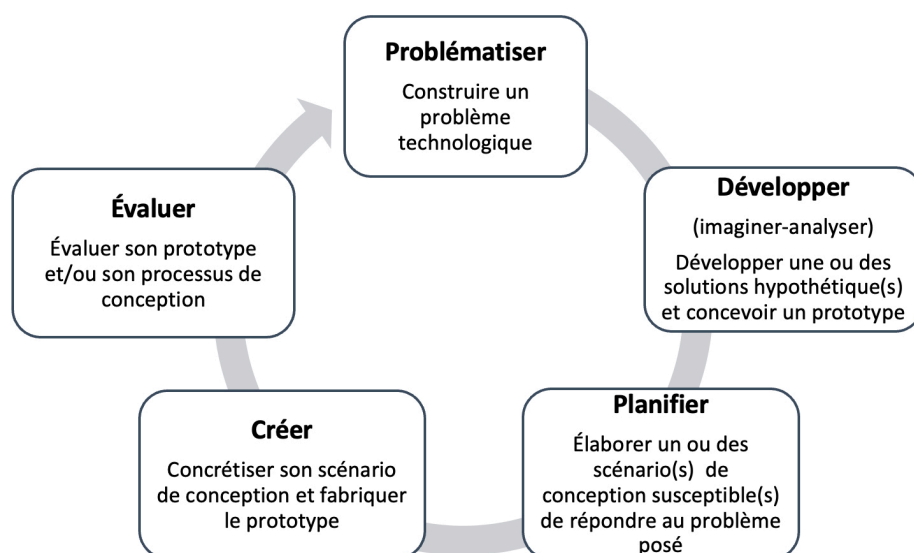 Problématiser
Construire un
problème
technologique
Développer
(imaginer-analyser)
Développer une ou des
solutions hypothétique(s)
et concevoir un prototype
Planifier
Élaborer un ou des
scénario(s) de
conception susceptible(s)
de répondre au problème
posé
Créer
Concrétiser son scénario
de conception et fabriquer
le prototype
Évaluer
Évaluer son prototype
et/ou son processus de
conception